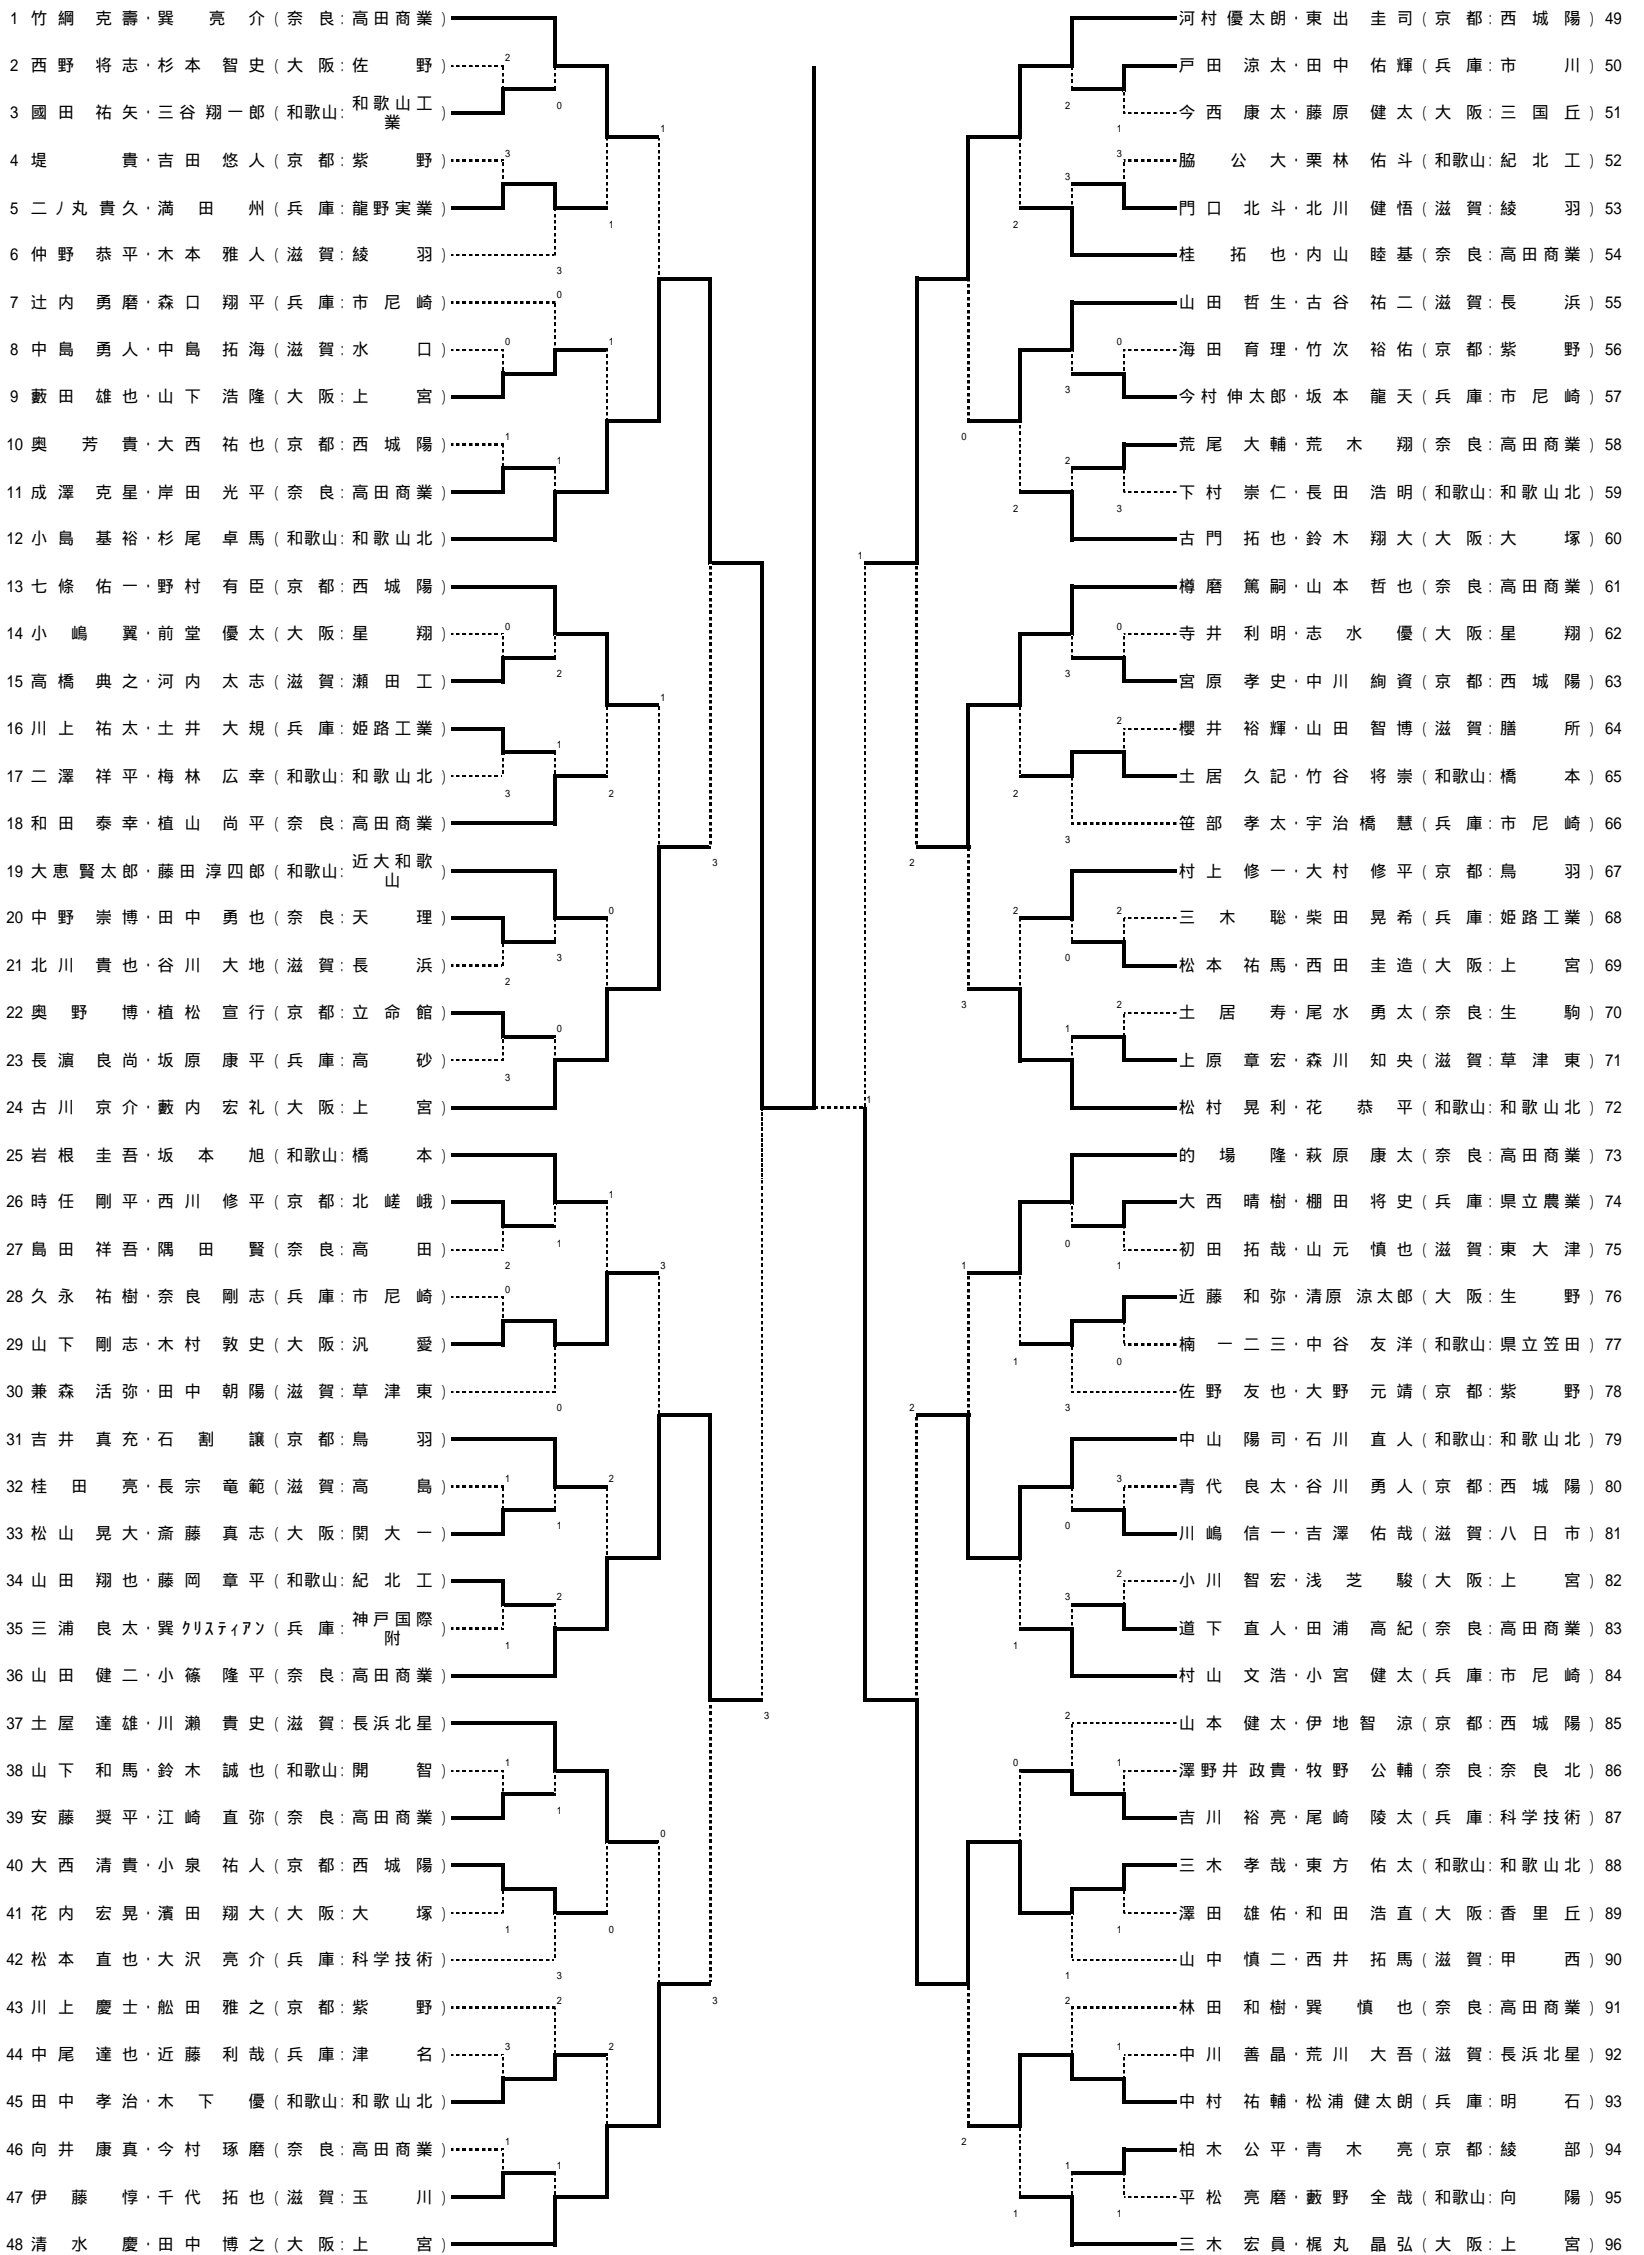 1 竹綱 克壽・巽 亮介 (奈良:高田商業)
2 西野 将志・杉本 智史 (大阪:佐野)
3 國田 祐矢・三谷 翔一郎 (和歌山:和歌山工業)
4 堤 貴・吉田 悠人 (京都:紫野)
5 二ノ丸 貴久・満田 州 (兵庫:龍野実業)
6 仲野 恭平・木本 雅人 (滋賀:綾羽)
7 辻内 勇磨・森口 翔平 (兵庫:市尼崎)
8 中島 勇人・中島 拓海 (滋賀:水口)
9 藪田 雄也・山下 浩隆 (大阪:上宮)
10 奥 芳貴・大西 祐也 (京都:西城陽)
11 成澤 克星・岸田 光平 (奈良:高田商業)
12 小島 基裕・杉尾 卓馬 (和歌山:和歌山北)
13 七條 佑一・野村 有臣 (京都:西城陽)
14 小嶋 翼・前堂 優太 (大阪:星翔)
15 高橋 典之・河内 太志 (滋賀:瀬田工)
16 川上 祐太・土井 大規 (兵庫:姫路工業)
17 二澤 祥平・梅林 広幸 (和歌山:和歌山北)
18 和田 泰幸・植山 尚平 (奈良:高田商業)
19 大恵 賢太郎・藤田 淳四郎 (和歌山:近大和歌山)
20 中野 崇博・田中 勇也 (奈良:天理)
21 北川 貴也・谷川 大地 (滋賀:長浜)
22 奥野 博・植松 宣行 (京都:立命館)
23 長濵 良尚・坂原 康平 (兵庫:高砂)
24 古川 京介・藪内 宏礼 (大阪:上宮)
25 岩根 圭吾・坂本 旭 (和歌山:橋本)
26 時任 剛平・西川 修平 (京都:北嵯峨)
27 島田 祥吾・隅田 賢 (奈良:高田)
28 久永 祐樹・奈良 剛志 (兵庫:市尼崎)
29 山下 剛志・木村 敦史 (大阪:汎愛)
30 兼森 活弥・田中 朝陽 (滋賀:草津東)
31 吉井 真充・石割 譲 (京都:鳥羽)
32 桂田 亮・長宗 竜範 (滋賀:高島)
33 松山 晃大・斎藤 真志 (大阪:関大一)
34 山田 翔也・藤岡 章平 (和歌山:紀北工)
35 三浦 良太・巽 クリスティアン (兵庫:神戸国際附)
36 山田 健二・小篠 隆平 (奈良:高田商業)
37 土屋 達雄・川瀬 貴史 (滋賀:長浜北星)
38 山下 和馬・鈴木 誠也 (和歌山:開智)
39 安藤 奨平・江崎 直弥 (奈良:高田商業)
40 大西 清貴・小泉 祐人 (京都:西城陽)
41 花内 宏晃・濱田 翔大 (大阪:大塚)
42 松本 直也・大沢 亮介 (兵庫:科学技術)
43 川上 慶士・舩田 雅之 (京都:紫野)
44 中尾 達也・近藤 利哉 (兵庫:津名)
45 田中 孝治・木下 優 (和歌山:和歌山北)
46 向井 康真・今村 琢磨 (奈良:高田商業)
47 伊藤 惇・千代 拓也 (滋賀:玉川)
48 清水 慶・田中 博之 (大阪:上宮)
河村 優太朗・東出 圭司 (京都:西城陽) 49
戸田 涼太・田中 佑輝 (兵庫:市川) 50
今西 康太・藤原 健太 (大阪:三国丘) 51
脇 公大・栗林 佑斗 (和歌山:紀北工) 52
門口 北斗・北川 健悟 (滋賀:綾羽) 53
桂 拓也・内山 睦基 (奈良:高田商業) 54
山田 哲生・古谷 祐二 (滋賀:長浜) 55
海田 育理・竹次 裕佑 (京都:紫野) 56
今村 伸太郎・坂本 龍天 (兵庫:市尼崎) 57
荒尾 大輔・荒木 翔 (奈良:高田商業) 58
下村 崇仁・長田 浩明 (和歌山:和歌山北) 59
古門 拓也・鈴木 翔大 (大阪:大塚) 60
樽磨 篤嗣・山本 哲也 (奈良:高田商業) 61
寺井 利明・志水 優 (大阪:星翔) 62
宮原 孝史・中川 絢資 (京都:西城陽) 63
櫻井 裕輝・山田 智博 (滋賀:膳所) 64
土居 久記・竹谷 将崇 (和歌山:橋本) 65
笹部 孝太・宇治橋 慧 (兵庫:市尼崎) 66
村上 修一・大村 修平 (京都:鳥羽) 67
三木 聡・柴田 晃希 (兵庫:姫路工業) 68
松本 祐馬・西田 圭造 (大阪:上宮) 69
土居 寿・尾水 勇太 (奈良:生駒) 70
上原 章宏・森川 知央 (滋賀:草津東) 71
松村 晃利・花 恭平 (和歌山:和歌山北) 72
的場 隆・萩原 康太 (奈良:高田商業) 73
大西 晴樹・棚田 将史 (兵庫:県立農業) 74
初田 拓哉・山元 慎也 (滋賀:東大津) 75
近藤 和弥・清原 涼太郎 (大阪:生野) 76
楠 一二三・中谷 友洋 (和歌山:県立笠田) 77
佐野 友也・大野 元靖 (京都:紫野) 78
中山 陽司・石川 直人 (和歌山:和歌山北) 79
青代 良太・谷川 勇人 (京都:西城陽) 80
川嶋 信一・吉澤 佑哉 (滋賀:八日市) 81
小川 智宏・浅芝 駿 (大阪:上宮) 82
道下 直人・田浦 高紀 (奈良:高田商業) 83
村山 文浩・小宮 健太 (兵庫:市尼崎) 84
山本 健太・伊地智 涼 (京都:西城陽) 85
澤野井 政貴・牧野 公輔 (奈良:奈良北) 86
吉川 裕亮・尾崎 陵太 (兵庫:科学技術) 87
三木 孝哉・東方 佑太 (和歌山:和歌山北) 88
澤田 雄佑・和田 浩直 (大阪:香里丘) 89
山中 慎二・西井 拓馬 (滋賀:甲西) 90
林田 和樹・巽 慎也 (奈良:高田商業) 91
中川 善晶・荒川 大吾 (滋賀:長浜北星) 92
中村 祐輔・松浦 健太朗 (兵庫:明石) 93
柏木 公平・青木 亮 (京都:綾部) 94
平松 亮磨・藪野 全哉 (和歌山:向陽) 95
三木 宏員・梶丸 晶弘 (大阪:上宮) 96